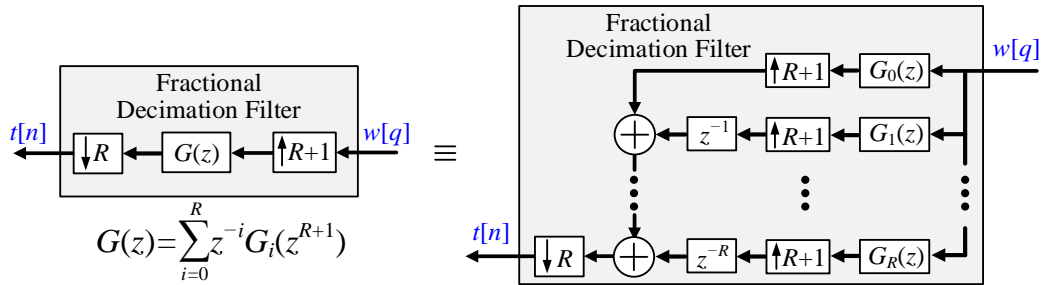 Fractional
Decimation Filter
t[n]
↓R
G(z)
↑R+1
w[q]
G(z)=∑_{i=0}^{R} z^{-i}G_i(z^{R+1})
≡
Fractional
Decimation Filter
w[q]
↑R+1
G_0(z)
z^{-1}
↑R+1
G_1(z)
t[n]
↓R
z^{-R}
↑R+1
G_R(z)